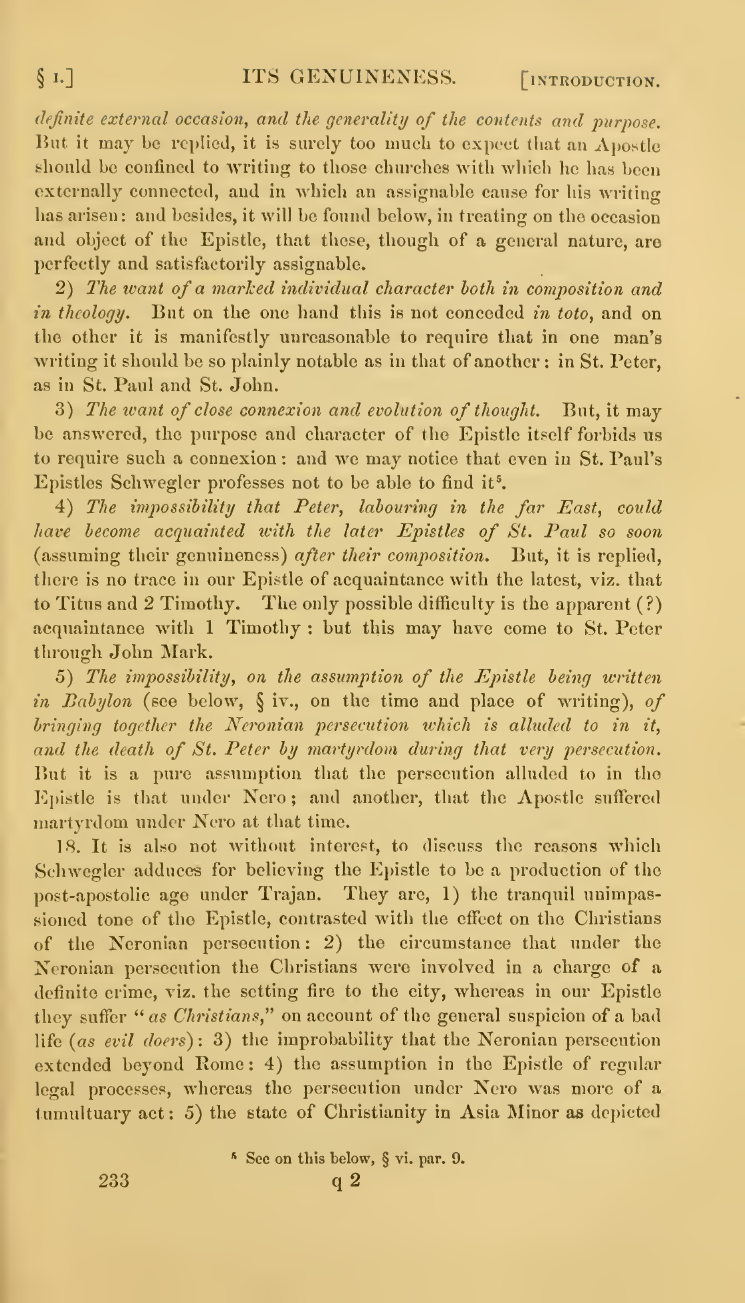 § I.] ITS GENUINENESS. [INTRODUCTION.
definite external occasion, and the generality of the contents and purpose.
But it may be replied, it is surely too much to expect that an Apostle
should be confined to writing to those churches with which he has been
externally connected, and in which an assignable cause for his writing
has arisen: and besides, it will be found below, in treating on the occasion
and object of the Epistle, that these, though of a general nature, are
perfectly and satisfactorily assignable.
2) The want of a marked individual character both in composition and
in theology. But on the one hand this is not conceded in toto, and on
the other it is manifestly unreasonable to require that in one man's
writing it should be so plainly notable as in that of another: in St. Peter,
as in St. Paul and St. John.
3) The want of close connexion and evolution of thought. But, it may
be answered, the purpose and character of the Epistle itself forbids us
to require such a connexion: and we may notice that even in St. Paul's
Epistles Schwegler professes not to be able to find it⁵.
4) The impossibility that Peter, labouring in the far East, could
have become acquainted with the later Epistles of St. Paul so soon
(assuming their genuineness) after their composition. But, it is replied,
there is no trace in our Epistle of acquaintance with the latest, viz. that
to Titus and 2 Timothy. The only possible difficulty is the apparent (?)
acquaintance with 1 Timothy: but this may have come to St. Peter
through John Mark.
5) The impossibility, on the assumption of the Epistle being written
in Babylon (see below, § iv., on the time and place of writing), of
bringing together the Neronian persecution which is alluded to in it,
and the death of St. Peter by martyrdom during that very persecution.
But it is a pure assumption that the persecution alluded to in the
Epistle is that under Nero; and another, that the Apostle suffered
martyrdom under Nero at that time.
18. It is also not without interest, to discuss the reasons which
Schwegler adduces for believing the Epistle to be a production of the
post-apostolic age under Trajan. They are, 1) the tranquil unimpas-
sioned tone of the Epistle, contrasted with the effect on the Christians
of the Neronian persecution: 2) the circumstance that under the
Neronian persecution the Christians were involved in a charge of a
definite crime, viz. the setting fire to the city, whereas in our Epistle
they suffer "as Christians," on account of the general suspicion of a bad
life (as evil doers): 3) the improbability that the Neronian persecution
extended beyond Rome: 4) the assumption in the Epistle of regular
legal processes, whereas the persecution under Nero was more of a
tumultuary act: 5) the state of Christianity in Asia Minor as depicted
⁵ See on this below, § vi. par. 9.
233 q 2